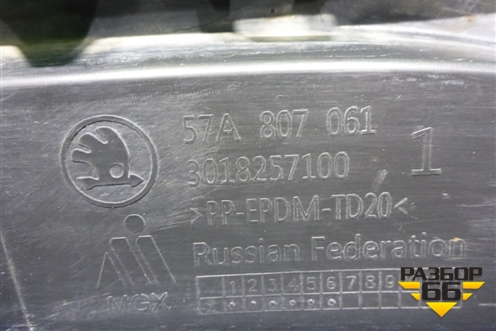 57A 807 061
3018257100
1
>PP-EPDM-TD20<
Russian Federation
1 2 3 4 5 6 7 8 9
РАЗБОР
66